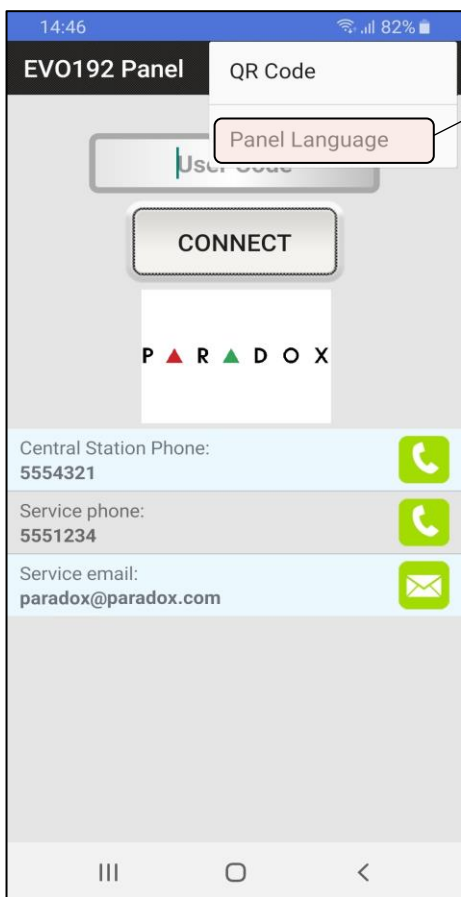 14:46 82%
EVO192 Panel
QR Code
Panel Language
User Code
CONNECT
PARADOX
Central Station Phone:
5554321
Service phone:
5551234
Service email:
paradox@paradox.com